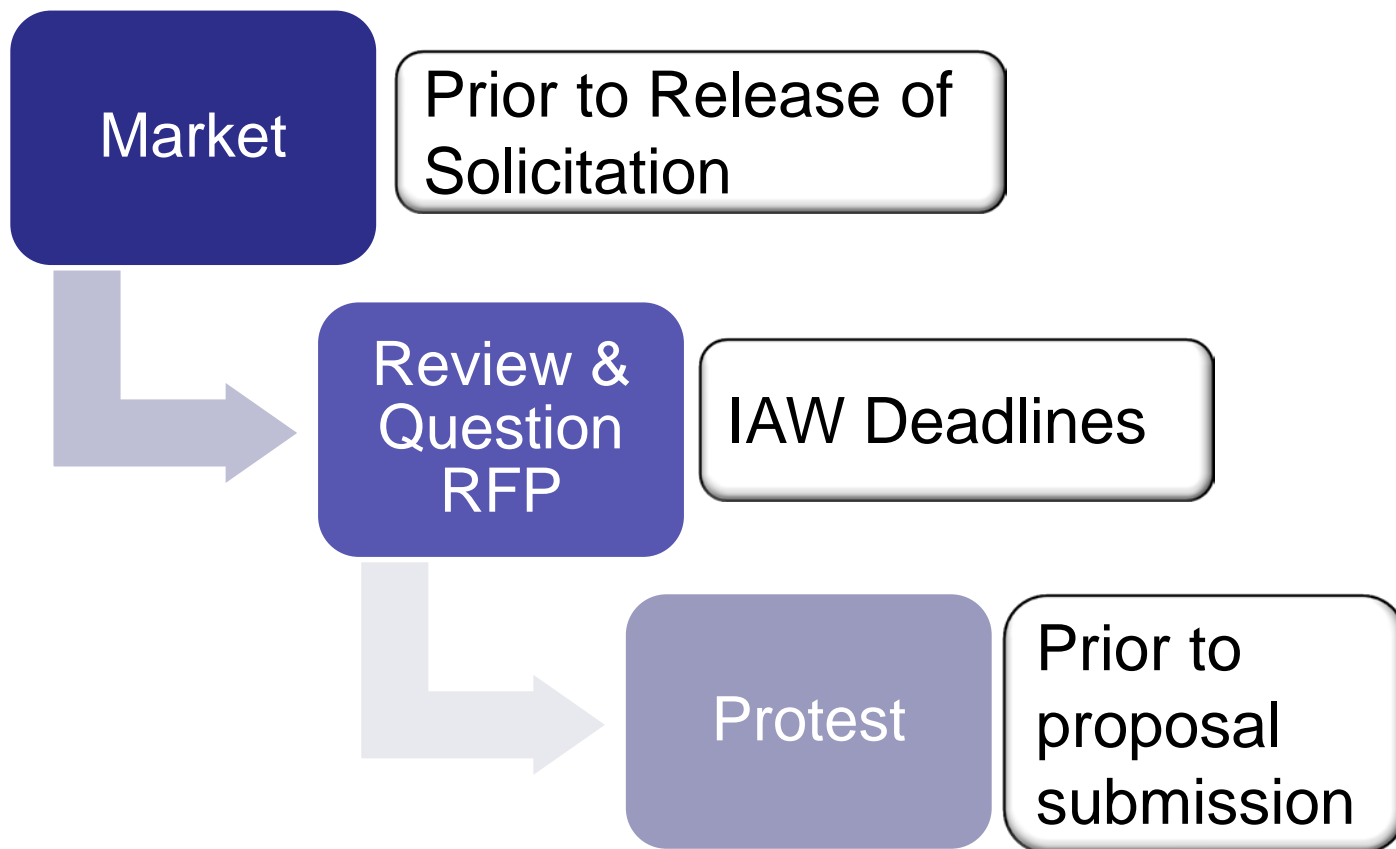 Market
Prior to Release of
Solicitation
Review &
Question
RFP
IAW Deadlines
Protest
Prior to
proposal
submission